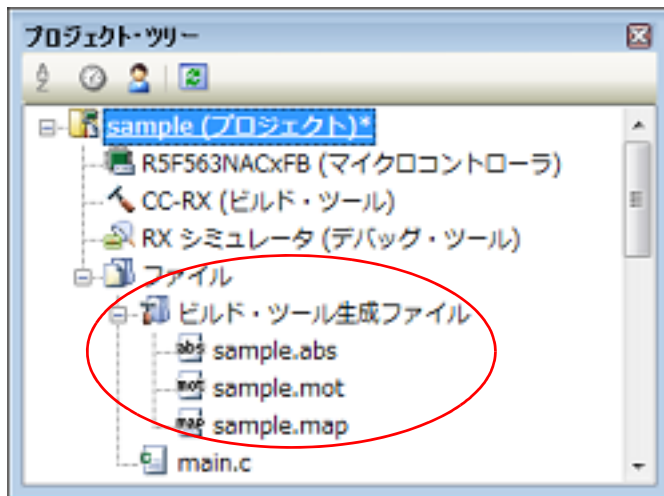 プロジェクト・ツリー
sample (プロジェクト)*
R5F563NACxFB (マイクロコントローラ)
CC-RX (ビルド・ツール)
RX シミュレータ (デバッグ・ツール)
ファイル
ビルド・ツール生成ファイル
abs sample.abs
mot sample.mot
map sample.map
c main.c